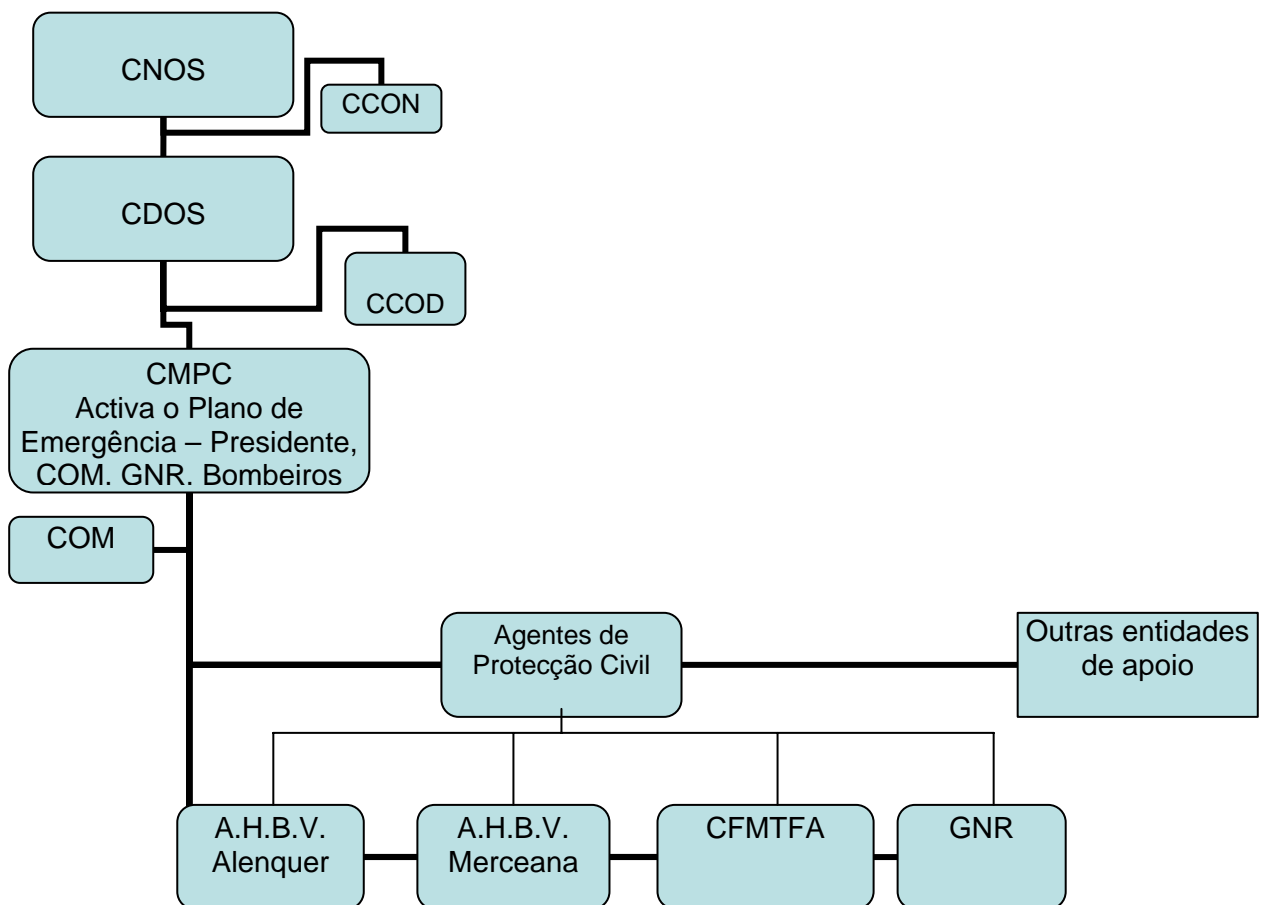 CNOS
CCON
CDOS
CCOD
CMPC
Activa o Plano de
Emergência – Presidente,
COM. GNR. Bombeiros
COM
Agentes de
Protecção Civil
Outras entidades
de apoio
A.H.B.V.
Alenquer
A.H.B.V.
Merceana
CFMTFA
GNR